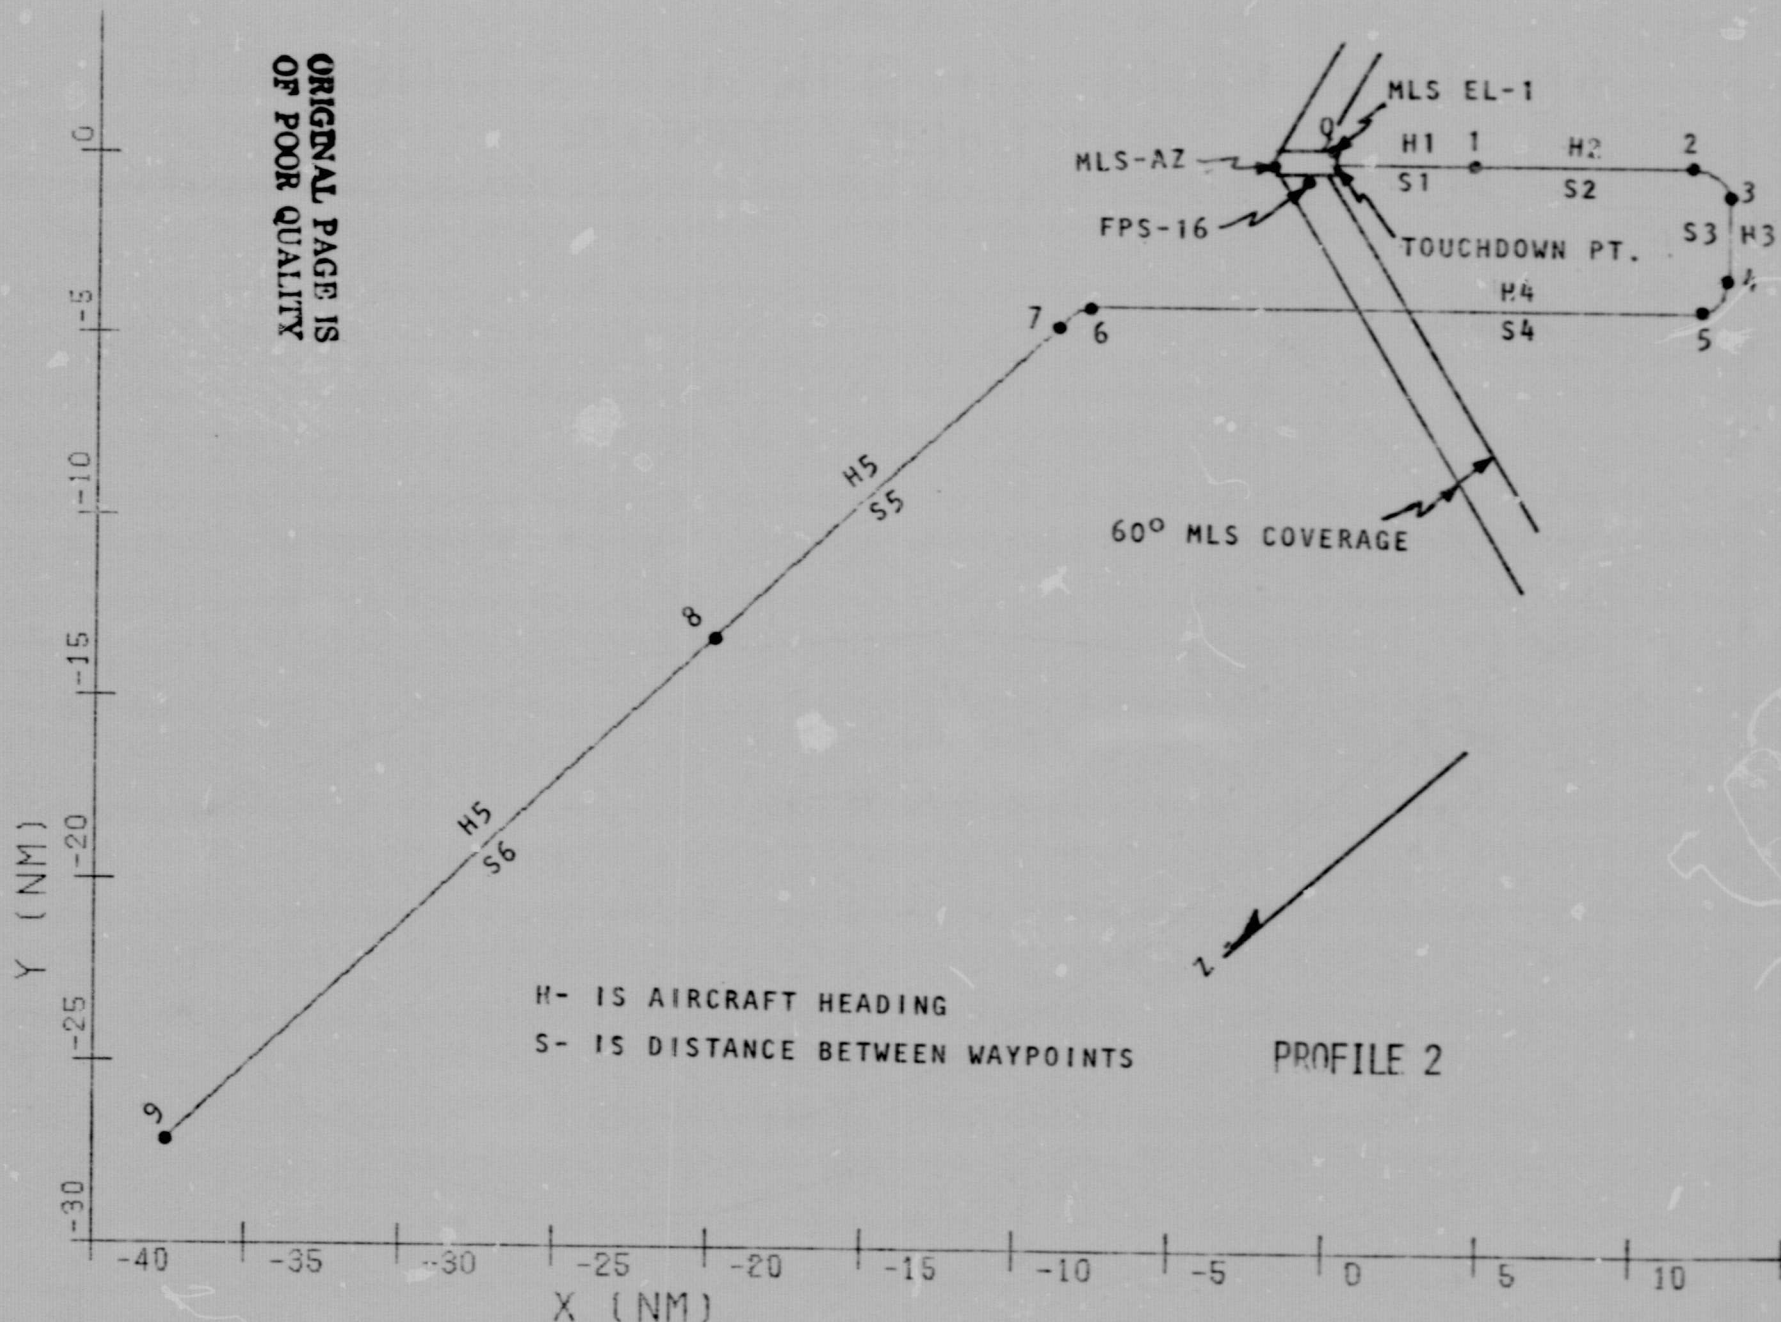 ORIGINAL PAGE IS
OF POOR QUALITY
MLS EL-1
0
H1
1
H2
2
MLS-AZ
S1
S2
3
FPS-16
S3
H3
TOUCHDOWN PT.
4
H4
7
6
S4
5
H5
S5
60° MLS COVERAGE
8
H5
S6
N
9
H- IS AIRCRAFT HEADING
S- IS DISTANCE BETWEEN WAYPOINTS
PROFILE 2
0
-5
-10
-15
-20
-25
-30
Y (NM)
-40
-35
-30
-25
-20
-15
-10
-5
0
5
10
X (NM)